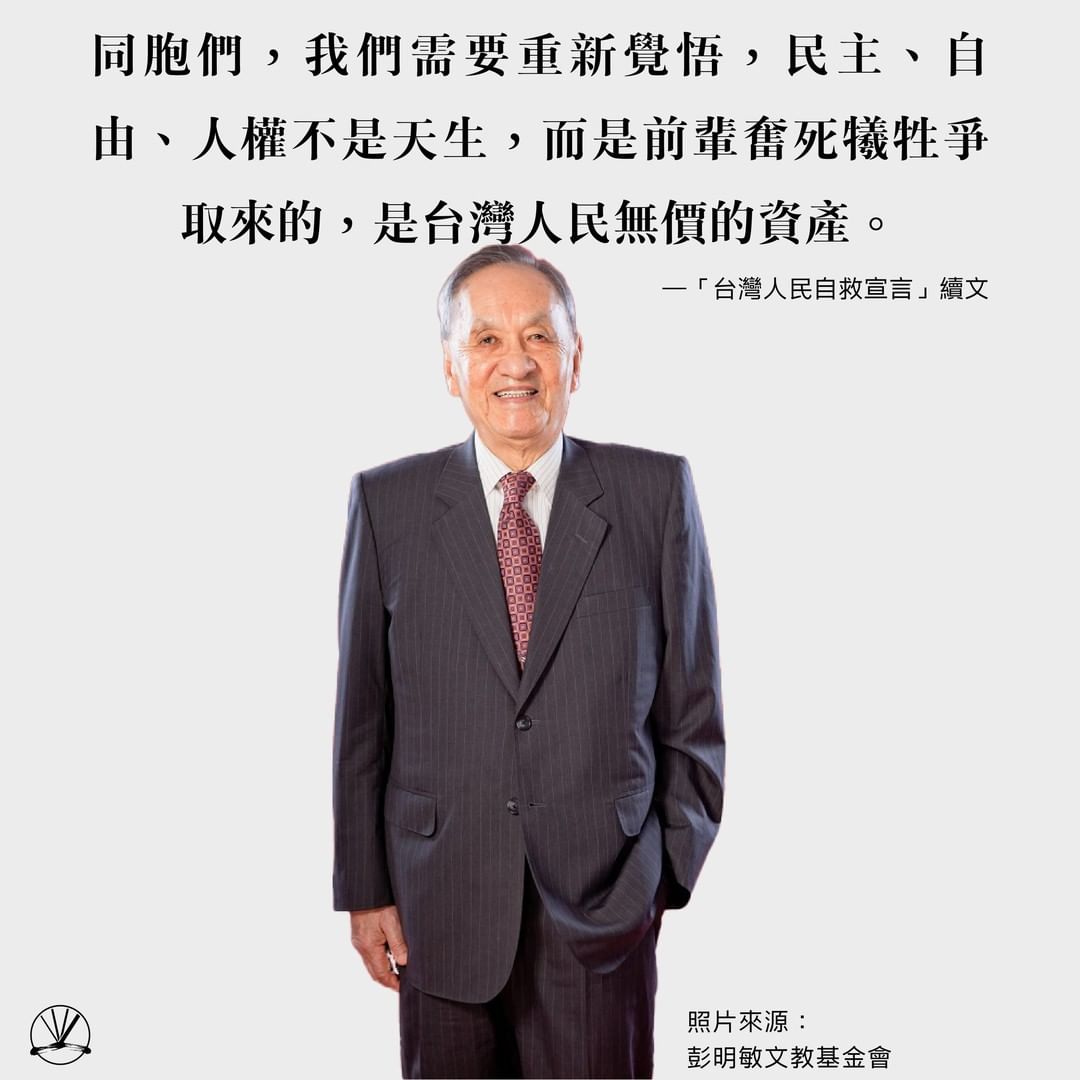 同胞們，我們需要重新覺悟，民主、自
由、人權不是天生，而是前輩奮死犧牲爭
取來的，是台灣人民無價的資產。
—「台灣人民自救宣言」續文
照片來源：
彭明敏文教基金會